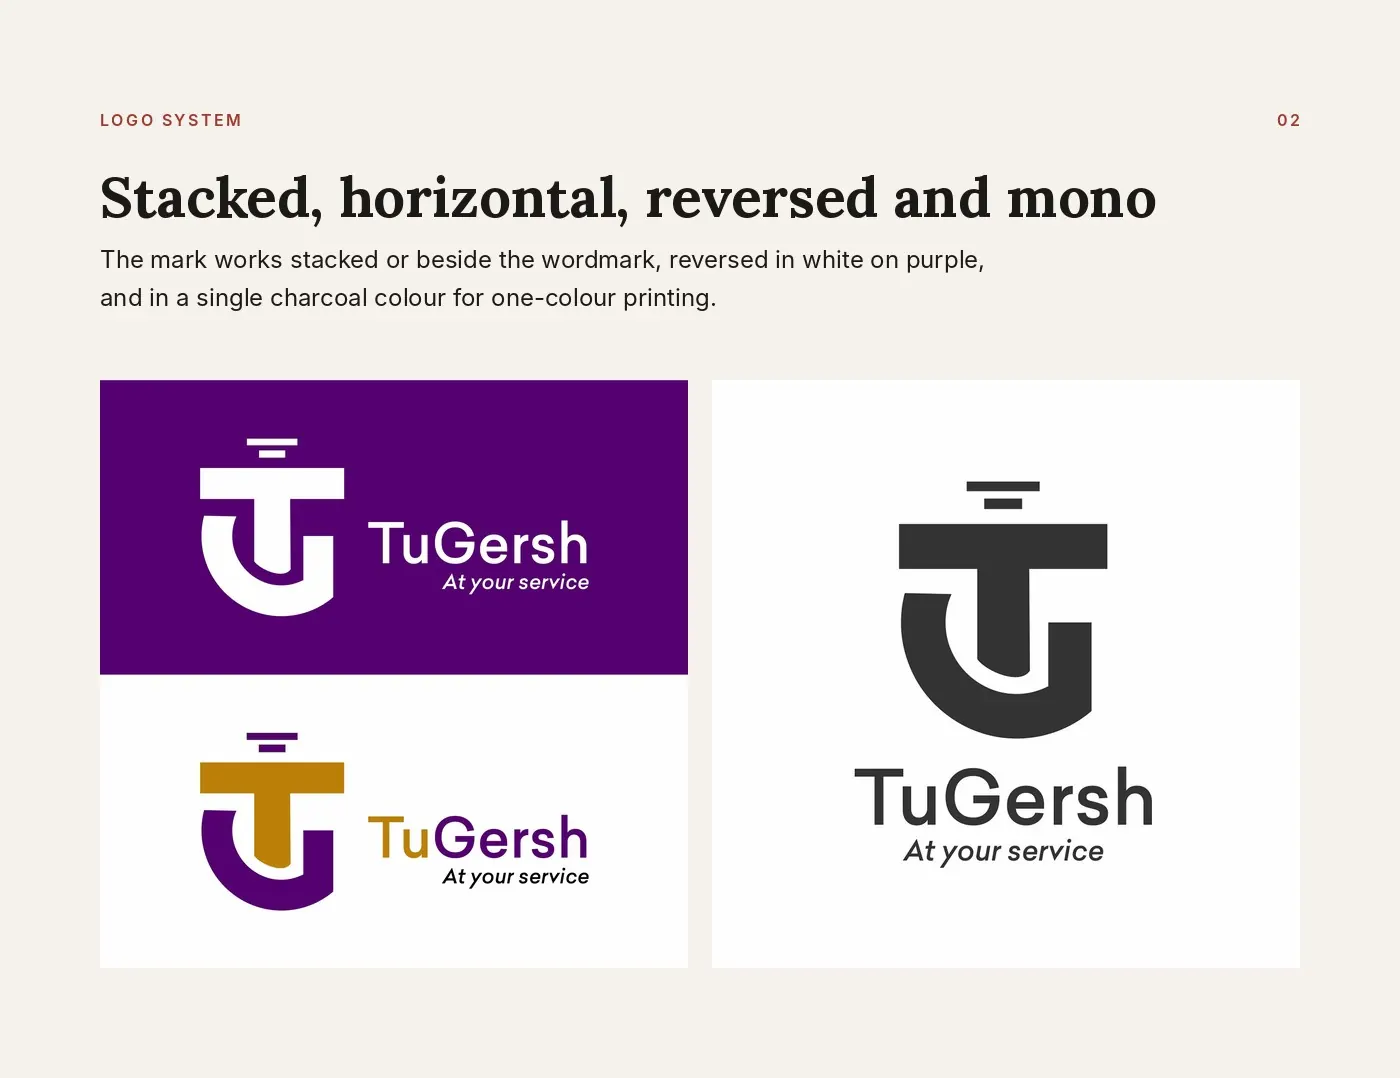 LOGO SYSTEM
02
Stacked, horizontal, reversed and mono
The mark works stacked or beside the wordmark, reversed in white on purple,
and in a single charcoal colour for one-colour printing.
TuGersh
At your service
TuGersh
At your service
TuGersh
At your service